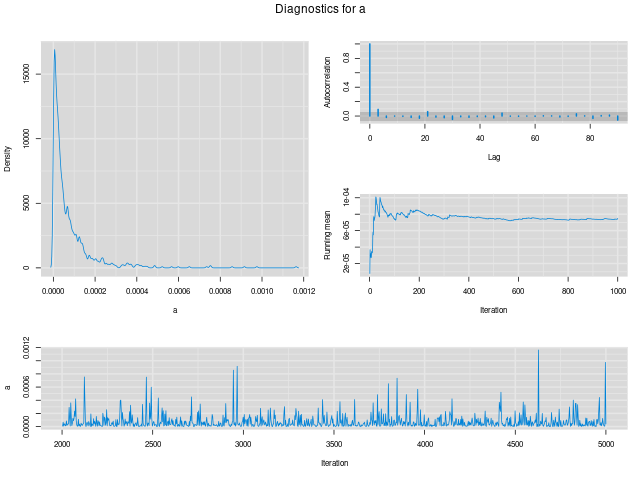 Diagnostics for a
Density
0 5000 10000 15000
0.0000 0.0002 0.0004 0.0006 0.0008 0.0010 0.0012
a
Autocorrelation
0.0 0.4 0.8
0 20 40 60 80
Lag
Running mean
2e-05 6e-05 1e-04
0 200 400 600 800 1000
Iteration
a
0.0000 0.0006 0.0012
2000 2500 3000 3500 4000 4500 5000
Iteration